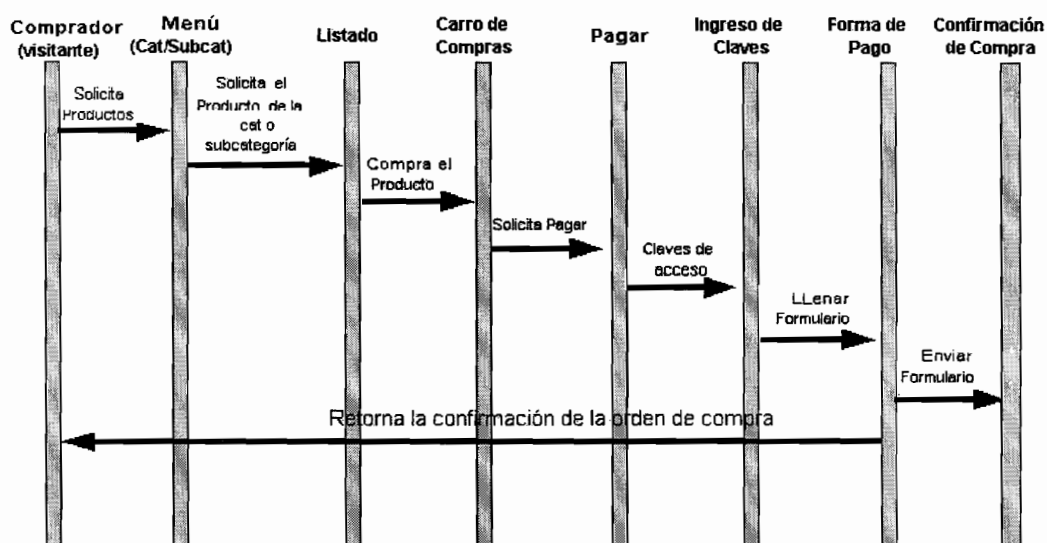 Comprador
(visitante)
Menú
(Cat/Subcat)
Listado
Carro de
Compras
Pagar
Ingreso de
Claves
Forma de
Pago
Confirmación
de Compra
Solicita
Productos
Solicita el
Producto de la
cat o
subcategoría
Compra el
Producto
Solicita Pagar
Claves de
acceso
LLenar
Formulario
Enviar
Formulario
Retorna la confirmación de la orden de compra